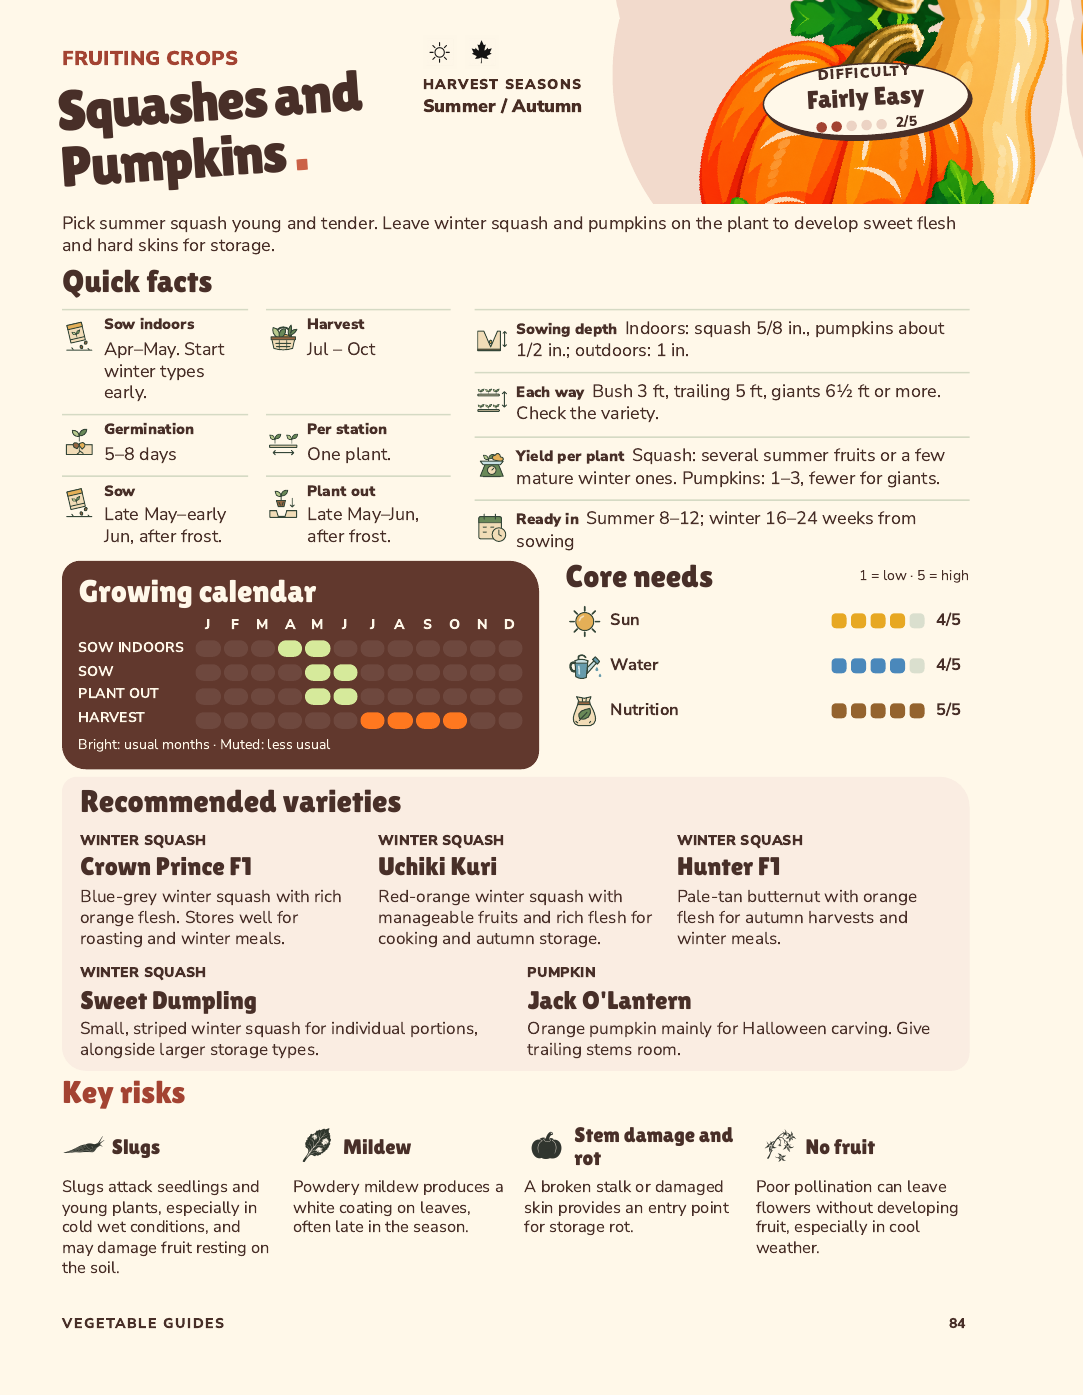 FRUITING CROPS
Squashes and
Pumpkins.
HARVEST SEASONS
Summer / Autumn
DIFFICULTY
Fairly Easy
2/5
Pick summer squash young and tender. Leave winter squash and pumpkins on the plant to develop sweet flesh
and hard skins for storage.
Quick facts
Sow indoors
Apr–May. Start
winter types
early.
Harvest
Jul – Oct
Germination
5–8 days
Per station
One plant.
Sow
Late May–early
Jun, after frost.
Plant out
Late May–Jun,
after frost.
Sowing depth Indoors: squash 5/8 in., pumpkins about
1/2 in.; outdoors: 1 in.
Each way Bush 3 ft, trailing 5 ft, giants 6½ ft or more.
Check the variety.
Yield per plant Squash: several summer fruits or a few
mature winter ones. Pumpkins: 1–3, fewer for giants.
Ready in Summer 8–12; winter 16–24 weeks from
sowing
Growing calendar
J F M A M J J A S O N D
SOW INDOORS
SOW
PLANT OUT
HARVEST
Bright: usual months · Muted: less usual
Core needs
1 = low · 5 = high
Sun 4/5
Water 4/5
Nutrition 5/5
Recommended varieties
WINTER SQUASH
Crown Prince F1
Blue-grey winter squash with rich
orange flesh. Stores well for
roasting and winter meals.
WINTER SQUASH
Uchiki Kuri
Red-orange winter squash with
manageable fruits and rich flesh for
cooking and autumn storage.
WINTER SQUASH
Hunter F1
Pale-tan butternut with orange
flesh for autumn harvests and
winter meals.
WINTER SQUASH
Sweet Dumpling
Small, striped winter squash for individual portions,
alongside larger storage types.
PUMPKIN
Jack O'Lantern
Orange pumpkin mainly for Halloween carving. Give
trailing stems room.
Key risks
Slugs
Slugs attack seedlings and
young plants, especially in
cold wet conditions, and
may damage fruit resting on
the soil.
Mildew
Powdery mildew produces a
white coating on leaves,
often late in the season.
Stem damage and
rot
A broken stalk or damaged
skin provides an entry point
for storage rot.
No fruit
Poor pollination can leave
flowers without developing
fruit, especially in cool
weather.
VEGETABLE GUIDES
84